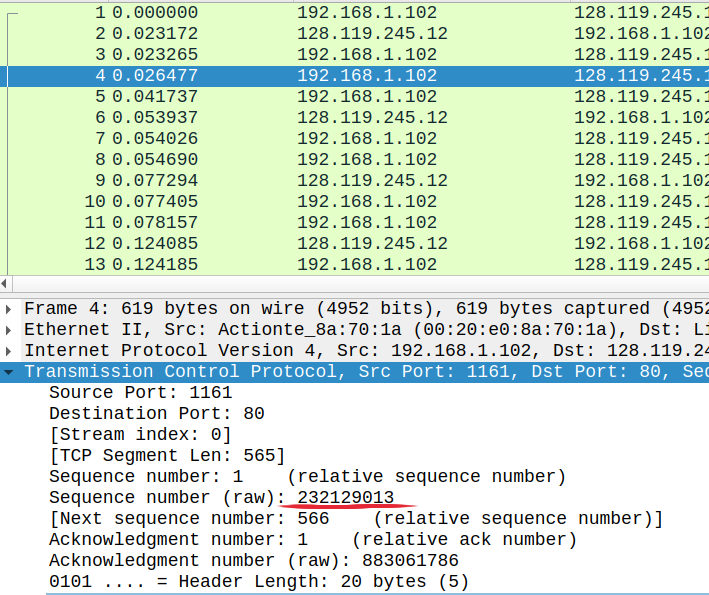 1 0.000000 192.168.1.102 128.119.245.1
2 0.023172 128.119.245.12 192.168.1.102
3 0.023265 192.168.1.102 128.119.245.1
4 0.026477 192.168.1.102 128.119.245.1
5 0.041737 192.168.1.102 128.119.245.1
6 0.053937 128.119.245.12 192.168.1.102
7 0.054026 192.168.1.102 128.119.245.1
8 0.054690 192.168.1.102 128.119.245.1
9 0.077294 128.119.245.12 192.168.1.102
10 0.077405 192.168.1.102 128.119.245.1
11 0.078157 192.168.1.102 128.119.245.1
12 0.124085 128.119.245.12 192.168.1.102
13 0.124185 192.168.1.102 128.119.245.1
Frame 4: 619 bytes on wire (4952 bits), 619 bytes captured (4952
Ethernet II, Src: Actionte_8a:70:1a (00:20:e0:8a:70:1a), Dst: Li
Internet Protocol Version 4, Src: 192.168.1.102, Dst: 128.119.24
Transmission Control Protocol, Src Port: 1161, Dst Port: 80, Seq
Source Port: 1161
Destination Port: 80
[Stream index: 0]
[TCP Segment Len: 565]
Sequence number: 1 (relative sequence number)
Sequence number (raw): 232129013
[Next sequence number: 566 (relative sequence number)]
Acknowledgment number: 1 (relative ack number)
Acknowledgment number (raw): 883061786
0101 .... = Header Length: 20 bytes (5)